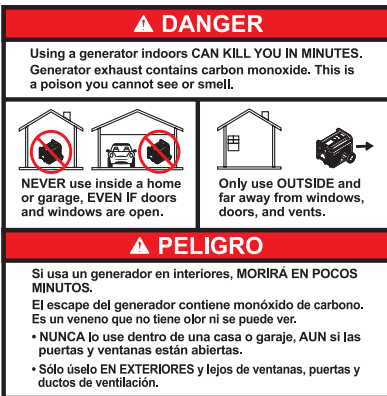 DANGER
Using a generator indoors CAN KILL YOU IN MINUTES.
Generator exhaust contains carbon monoxide. This is
a poison you cannot see or smell.
NEVER use inside a home
or garage, EVEN IF doors
and windows are open.
Only use OUTSIDE and
far away from windows,
doors, and vents.
PELIGRO
Si usa un generador en interiores, MORIRÁ EN POCOS
MINUTOS.
El escape del generador contiene monóxido de carbono.
Es un veneno que no tiene olor ni se puede ver.
• NUNCA lo use dentro de una casa o garaje, AUN si las
puertas y ventanas están abiertas.
• Sólo úselo EN EXTERIORES y lejos de ventanas, puertas y
ductos de ventilación.